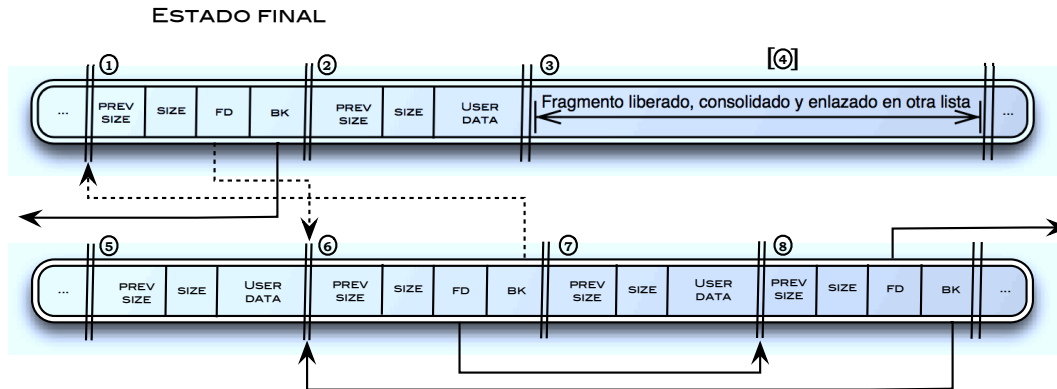 ESTADO FINAL
① ② ③ [④]
... PREV SIZE SIZE FD BK PREV SIZE SIZE USER DATA Fragmento liberado, consolidado y enlazado en otra lista ...
⑤ ⑥ ⑦ ⑧
... PREV SIZE SIZE USER DATA PREV SIZE SIZE FD BK PREV SIZE SIZE USER DATA PREV SIZE SIZE FD BK ...